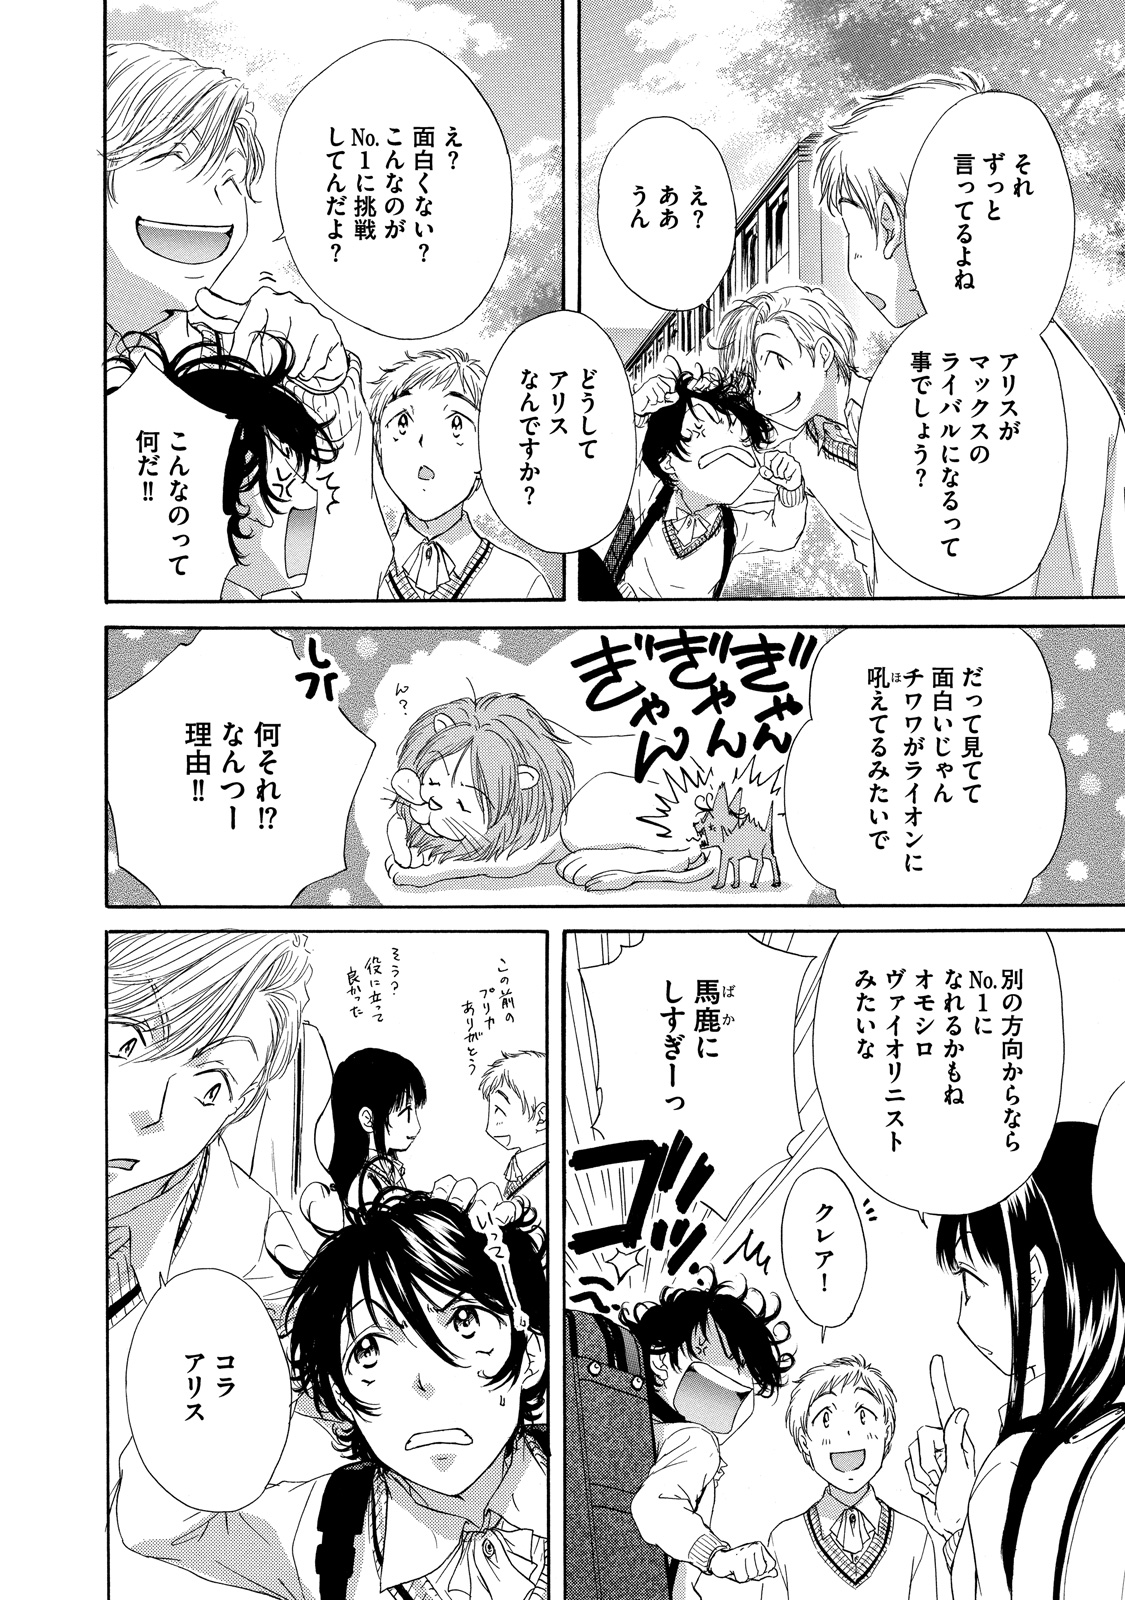 それ
ずっと
言ってるよね
アリスが
マックスの
ライバルになるって
事でしょう？
え？
ああ
うん
どうして
アリス
なんですか？
え？
面白くない？
こんなのが
No.1に挑戦
してんだよ？
こんなのって
何だ!!
だって見てて
面白いじゃん
チワワがライオンに
吼えてるみたいで
ほ
ぎゃん
ぎゃん
ぎゃん
ん？
何それ!?
なんつー
理由!!
別の方向からなら
No.1に
なれるかもね
オモシロ
ヴァイオリニスト
みたいな
馬鹿に
しすぎーっ
ばか
クレア！
この前の
プリカ
ありがとう
そう？
役に立って
良かった
コラ
アリス